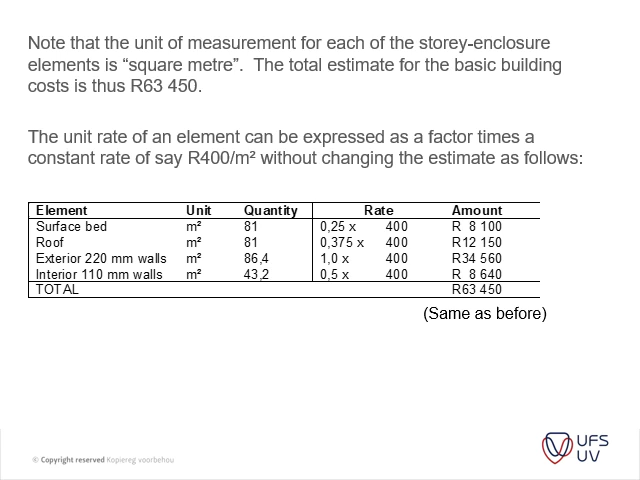 Note that the unit of measurement for each of the storey-enclosure
elements is “square metre”.  The total estimate for the basic building
costs is thus R63 450.
The unit rate of an element can be expressed as a factor times a
constant rate of say R400/m² without changing the estimate as follows:
Element Unit Quantity Rate Amount
Surface bed m² 81 0,25 x 400 R 8 100
Roof m² 81 0,375 x 400 R12 150
Exterior 220 mm walls m² 86,4 1,0 x 400 R34 560
Interior 110 mm walls m² 43,2 0,5 x 400 R 8 640
TOTAL R63 450
(Same as before)
© Copyright reserved Kopiereg voorbehou
UFS
UV